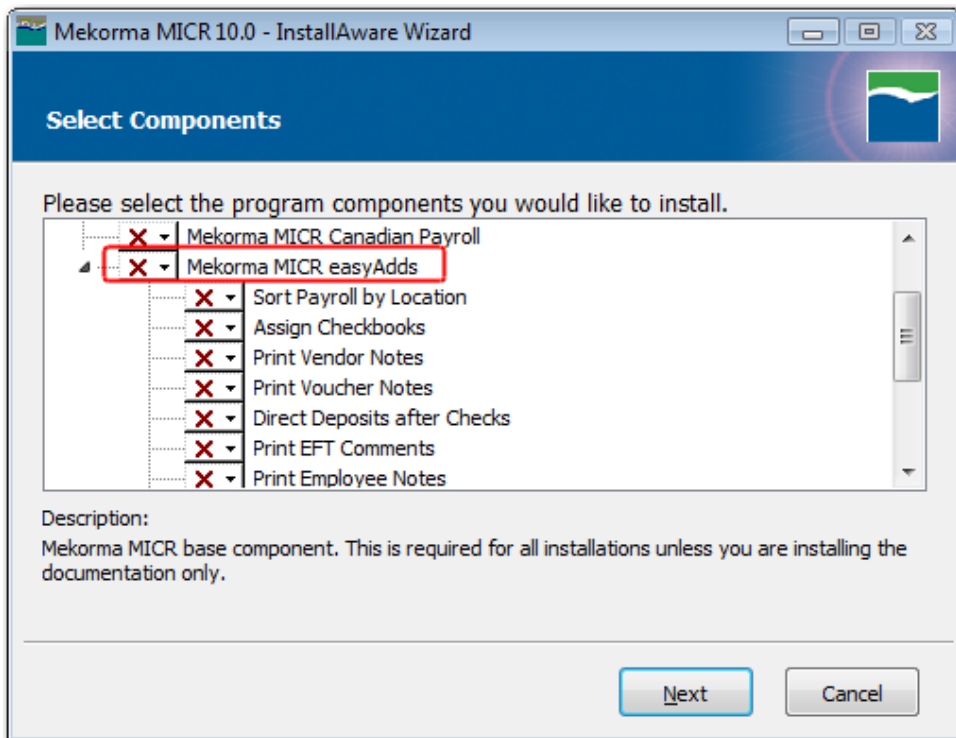 Mekorma MICR 10.0 - InstallAware Wizard
Select Components
Please select the program components you would like to install.
Mekorma MICR Canadian Payroll
Mekorma MICR easyAdds
Sort Payroll by Location
Assign Checkbooks
Print Vendor Notes
Print Voucher Notes
Direct Deposits after Checks
Print EFT Comments
Print Employee Notes
Description:
Mekorma MICR base component. This is required for all installations unless you are installing the
documentation only.
Next
Cancel